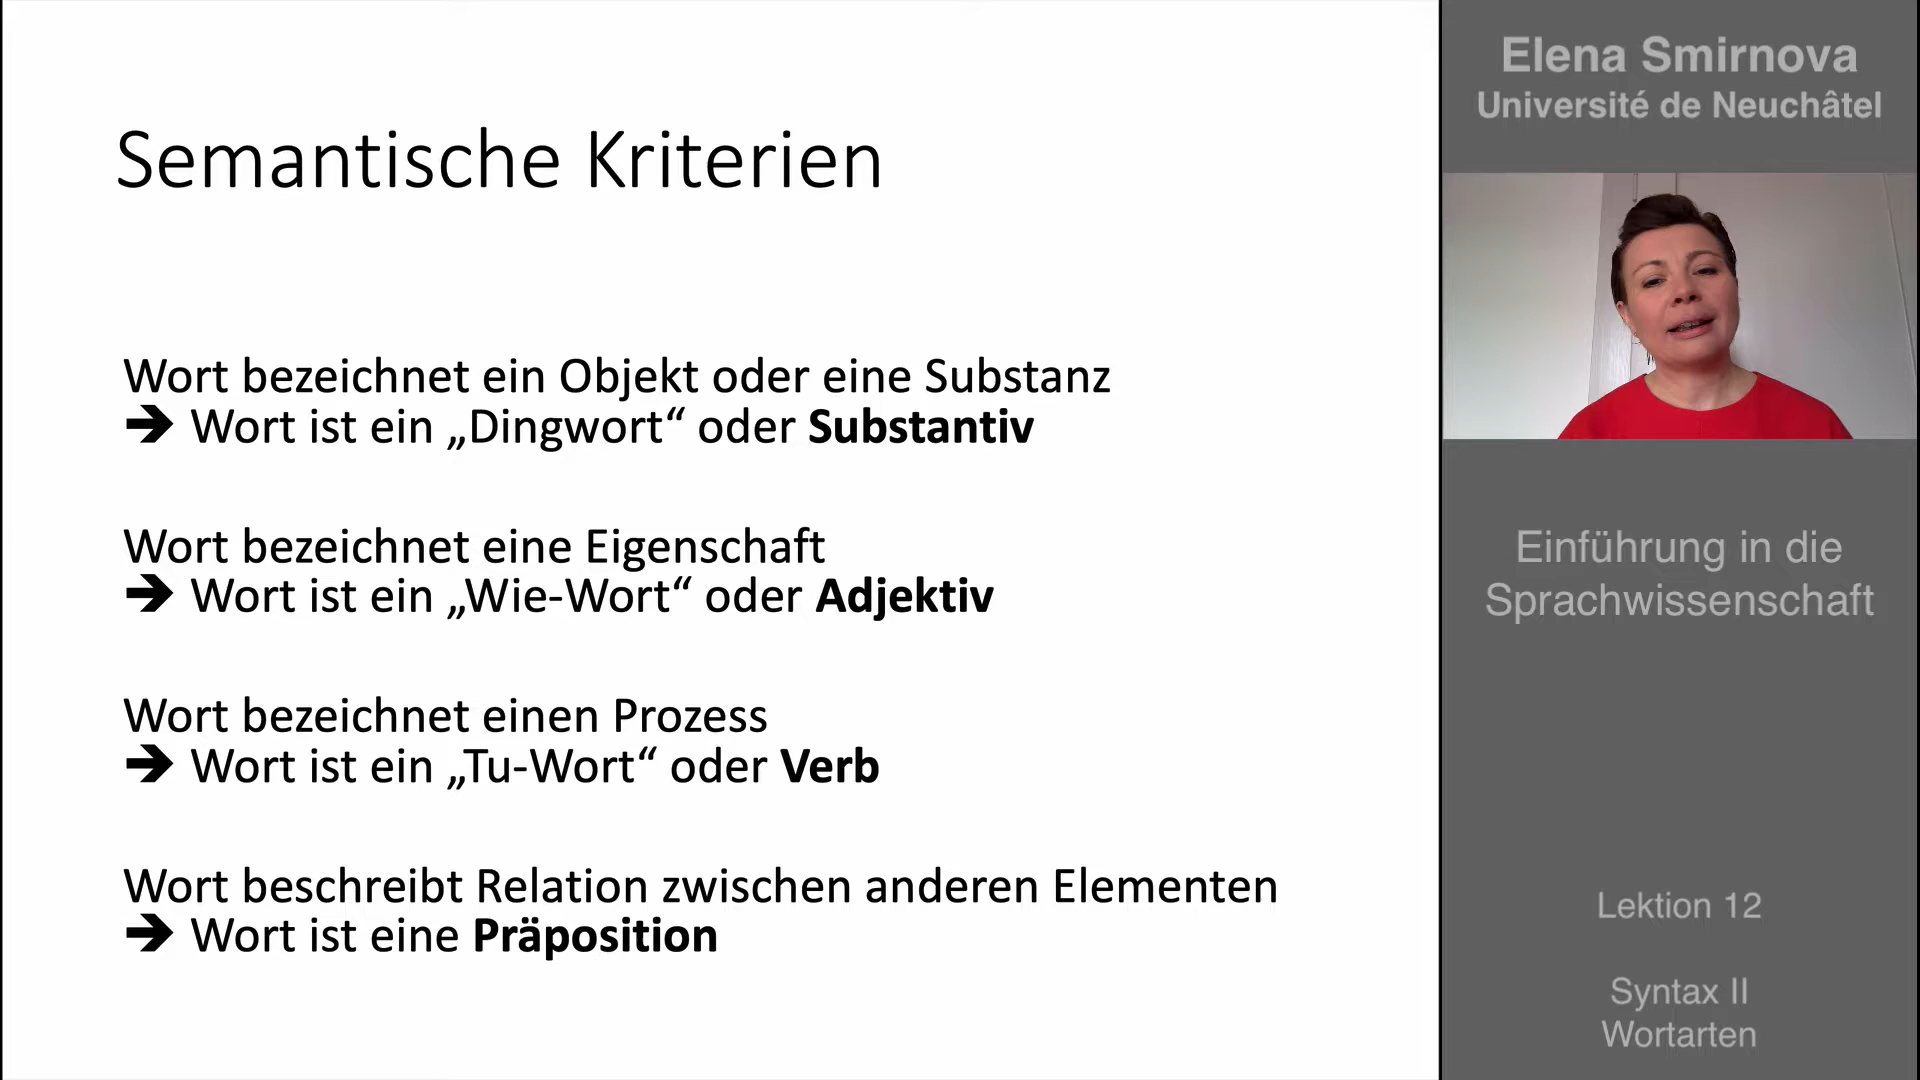 Semantische Kriterien
Wort bezeichnet ein Objekt oder eine Substanz
➔ Wort ist ein „Dingwort“ oder Substantiv
Wort bezeichnet eine Eigenschaft
➔ Wort ist ein „Wie-Wort“ oder Adjektiv
Wort bezeichnet einen Prozess
➔ Wort ist ein „Tu-Wort“ oder Verb
Wort beschreibt Relation zwischen anderen Elementen
➔ Wort ist eine Präposition
Elena Smirnova
Université de Neuchâtel
Einführung in die
Sprachwissenschaft
Lektion 12
Syntax II
Wortarten